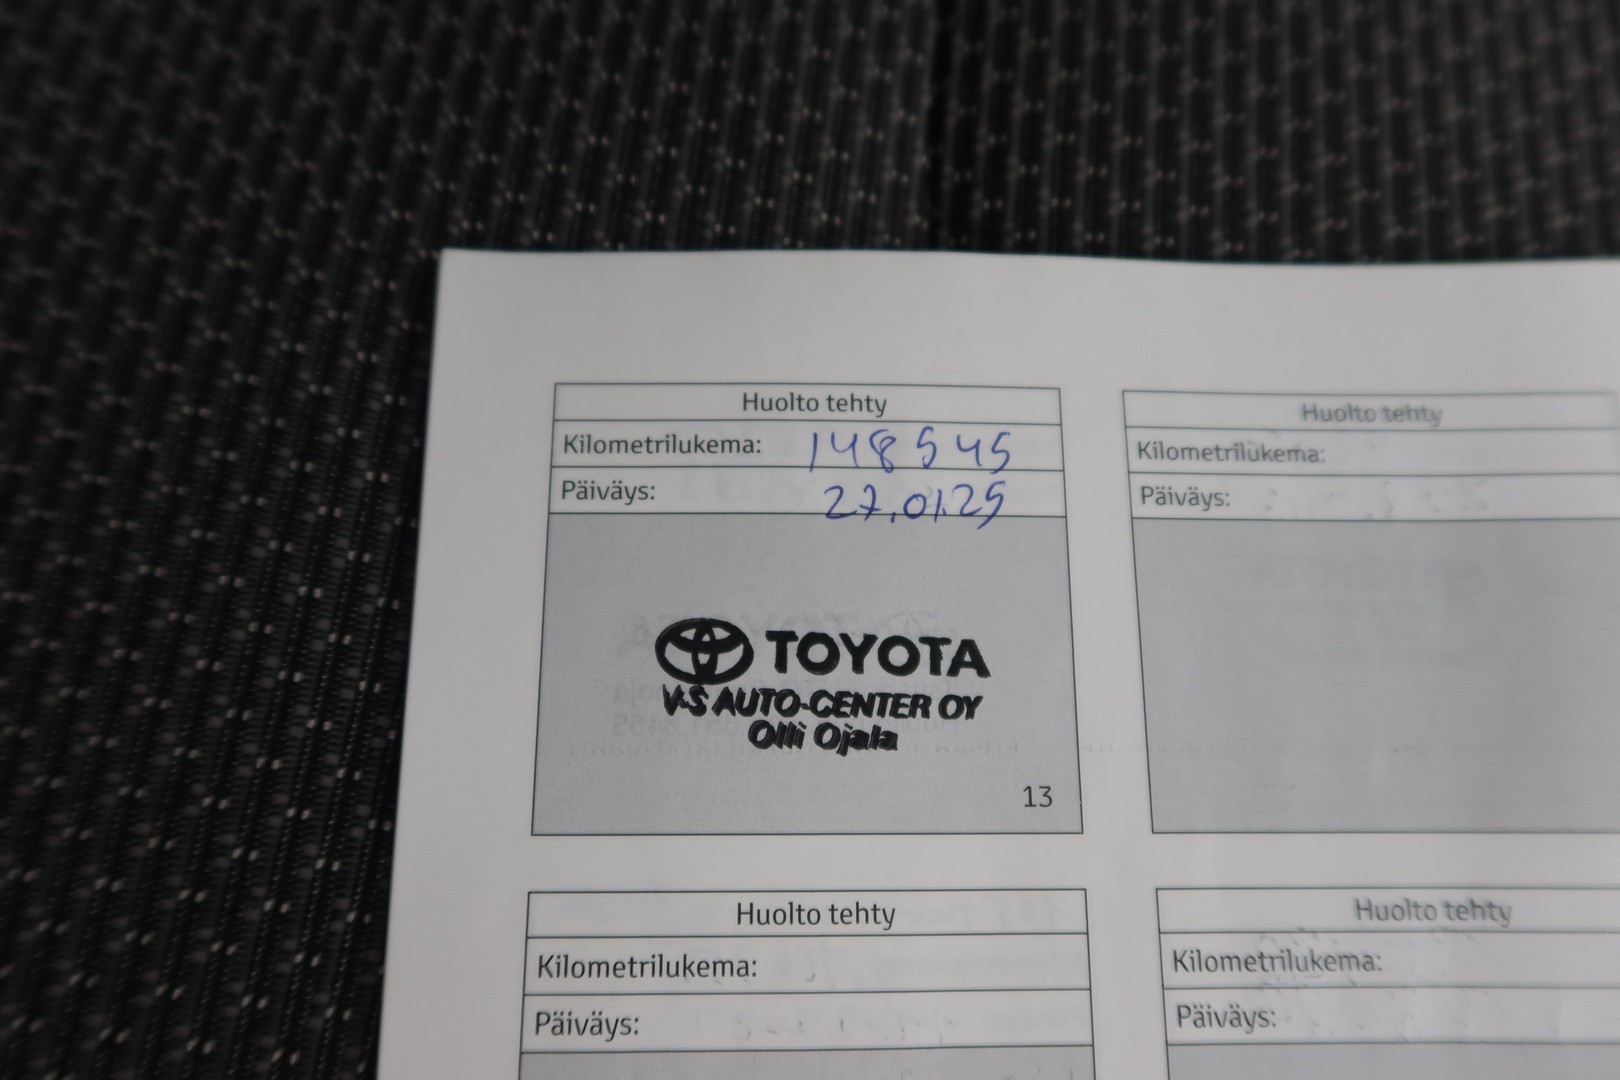 Huolto tehty
Kilometrilukema: 148545
Päiväys: 27.01.25
TOYOTA
V-S AUTO-CENTER OY
Olli Ojala
13
Huolto tehty
Kilometrilukema:
Päiväys:
Huolto tehty
Kilometrilukema:
Päiväys:
Huolto tehty
Kilometrilukema:
Päiväys: